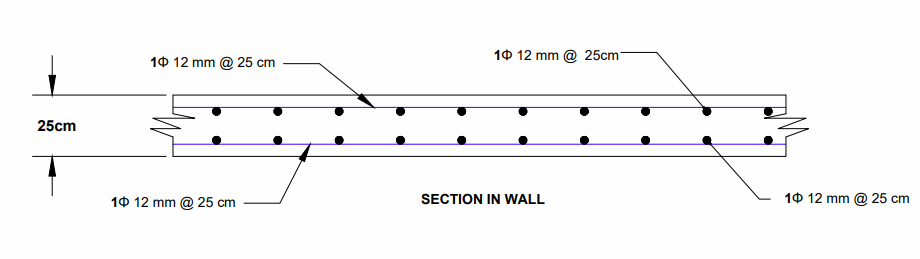 1Φ 12 mm @ 25 cm
1Φ 12 mm @ 25cm
25cm
1Φ 12 mm @ 25 cm
SECTION IN WALL
1Φ 12 mm @ 25 cm